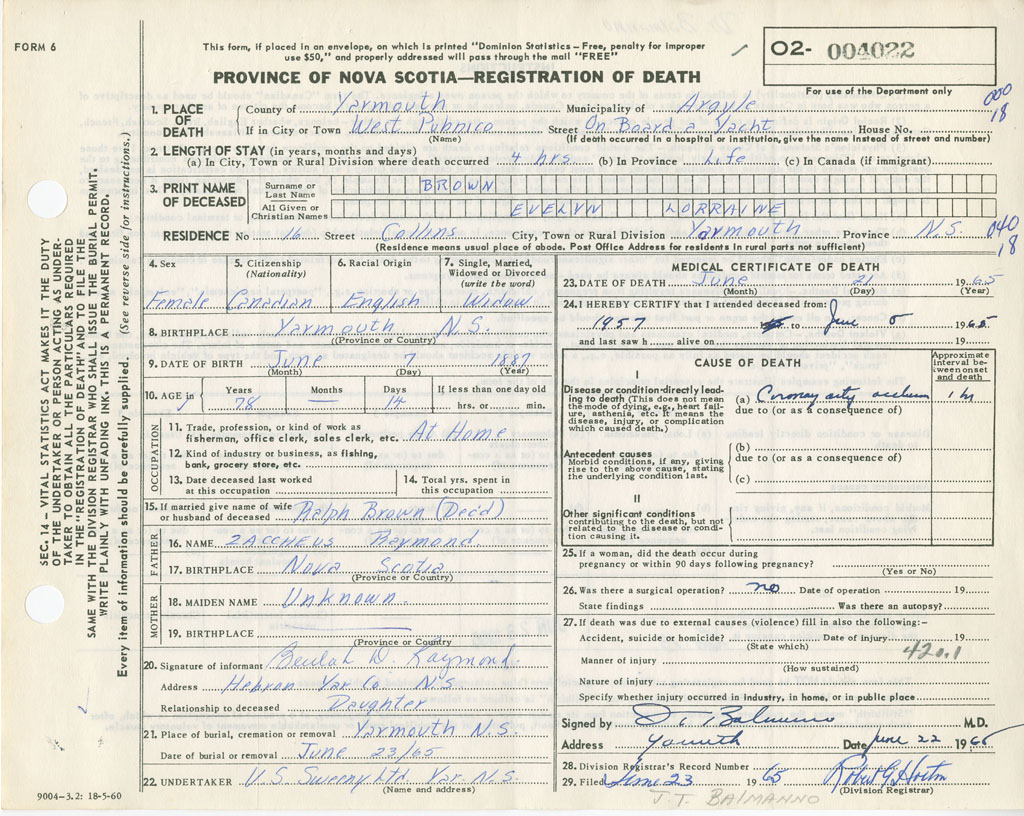 FORM 6
This form, if placed in an envelope, on which is printed "Dominion Statistics – Free, penalty for improper
use $50," and properly addressed will pass through the mail "FREE"
PROVINCE OF NOVA SCOTIA—REGISTRATION OF DEATH
O2- 004022
For use of the Department only
000
18
1. PLACE OF DEATH County of Yarmouth Municipality of Argyle
If in City or Town West Pubnico Street On Board a Yacht House No.
(Name) (If death occurred in a hospital or institution, give the name instead of street and number)
2. LENGTH OF STAY (in years, months and days)
(a) In City, Town or Rural Division where death occurred 4 hrs. (b) In Province Life (c) In Canada (if immigrant)
3. PRINT NAME OF DECEASED
Surname or Last Name BROWN
All Given or Christian Names EVELYN LORRAINE
RESIDENCE No 16 Street Collins City, Town or Rural Division Yarmouth Province N.S.
(Residence means usual place of abode. Post Office Address for residents in rural parts not sufficient)
040
18
4. Sex 5. Citizenship (Nationality) 6. Racial Origin 7. Single, Married, Widowed or Divorced (write the word)
Female Canadian English Widow
8. BIRTHPLACE Yarmouth N.S.
(Province or Country)
9. DATE OF BIRTH June 7 1887
(Month) (Day) (Year)
10. AGE in Years Months Days If less than one day old
78 — 14 hrs. or min.
OCCUPATION
11. Trade, profession, or kind of work as
fisherman, office clerk, sales clerk, etc. At Home
12. Kind of industry or business, as fishing,
bank, grocery store, etc.
13. Date deceased last worked at this occupation
14. Total yrs. spent in this occupation
15. If married give name of wife or husband of deceased Ralph Brown (Dec'd)
FATHER
16. NAME ZACCHEUS Raymond
17. BIRTHPLACE Nova Scotia
(Province or Country)
MOTHER
18. MAIDEN NAME Unknown
19. BIRTHPLACE
(Province or Country)
20. Signature of informant Beulah D. Raymond
Address Hebron Yar Co. N.S
Relationship to deceased Daughter
21. Place of burial, cremation or removal Yarmouth N.S.
Date of burial or removal June 23/65
22. UNDERTAKER V.S. Sweeny Ltd. Yar. N.S.
(Name and address)
9004–3.2: 18-5-60
MEDICAL CERTIFICATE OF DEATH
23. DATE OF DEATH June 21 1965
(Month) (Day) (Year)
24. I HEREBY CERTIFY that I attended deceased from:
1957 to June 5 1965
and last saw h alive on 19
CAUSE OF DEATH
Approximate interval between onset and death
I
Disease or condition directly leading to death (This does not mean
the mode of dying, e.g., heart failure, asthenia, etc. It means the
disease, injury, or complication
which caused death.)
(a) Coronary artery occlusion 1 hr
due to (or as a consequence of)
Antecedent causes
Morbid conditions, if any, giving
rise to the above cause, stating
the underlying condition last.
(b)
due to (or as a consequence of)
(c)
II
Other significant conditions
contributing to the death, but not
related to the disease or condition causing it.
25. If a woman, did the death occur during
pregnancy or within 90 days following pregnancy?
(Yes or No)
26. Was there a surgical operation? no Date of operation 19
State findings Was there an autopsy?
27. If death was due to external causes (violence) fill in also the following:–
Accident, suicide or homicide? Date of injury 19
(State which)
420.1
Manner of injury
(How sustained)
Nature of injury
Specify whether injury occurred in industry, in home, or in public place
Signed by J. T. Balmanno M.D.
Address Yarmouth Date June 22 1965
28. Division Registrar's Record Number
29. Filed June 23 1965 Robert G. Horton
(Division Registrar)
J. T. BALMANNO
SEC. 14 – VITAL STATISTICS ACT MAKES IT THE DUTY
OF THE UNDERTAKER OR PERSON ACTING AS UNDER-
TAKER TO OBTAIN ALL THE PARTICULARS REQUIRED
IN THE "REGISTRATION OF DEATH" AND TO FILE THE
SAME WITH THE DIVISION REGISTRAR WHO SHALL ISSUE THE BURIAL PERMIT.
WRITE PLAINLY WITH UNFADING INK. THIS IS A PERMANENT RECORD.
Every item of information should be carefully supplied. (See reverse side for instructions.)